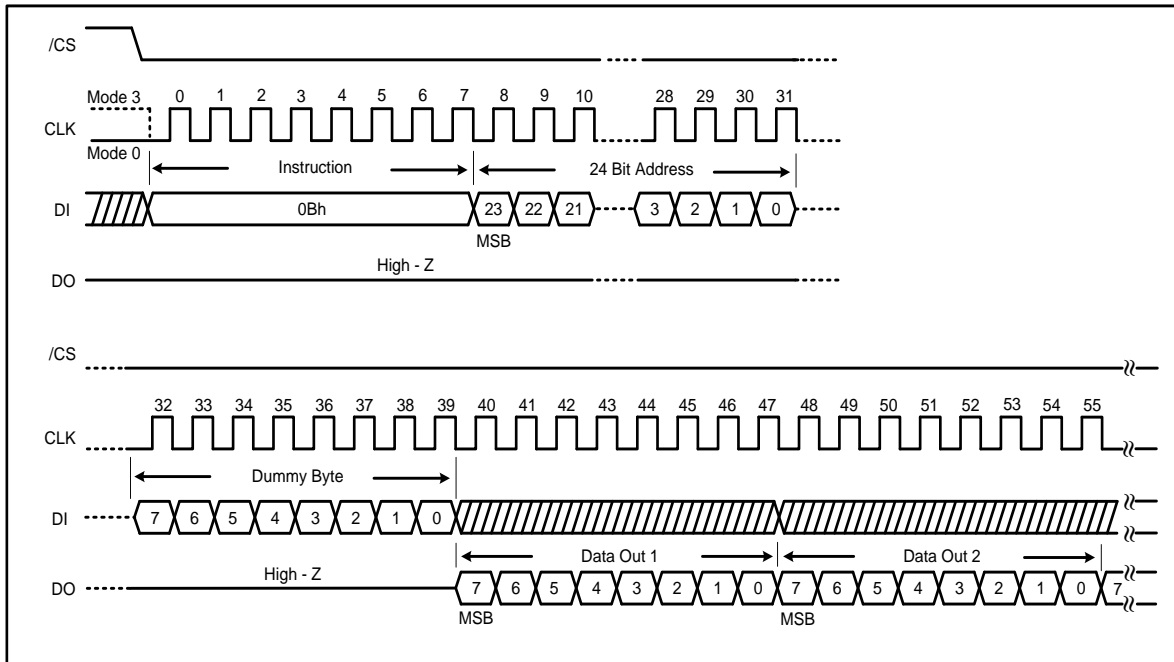 /CS
Mode 3 0 1 2 3 4 5 6 7 8 9 10 28 29 30 31
CLK
Mode 0
Instruction 24 Bit Address
DI 0Bh 23 22 21 3 2 1 0
MSB
High - Z
DO
/CS
32 33 34 35 36 37 38 39 40 41 42 43 44 45 46 47 48 49 50 51 52 53 54 55
CLK
Dummy Byte
DI 7 6 5 4 3 2 1 0
Data Out 1 Data Out 2
High - Z
DO 7 6 5 4 3 2 1 0 7 6 5 4 3 2 1 0 7
MSB MSB